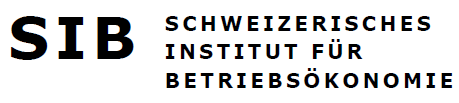 SIB
SCHWEIZERISCHES
INSTITUT FÜR
BETRIEBSÖKONOMIE